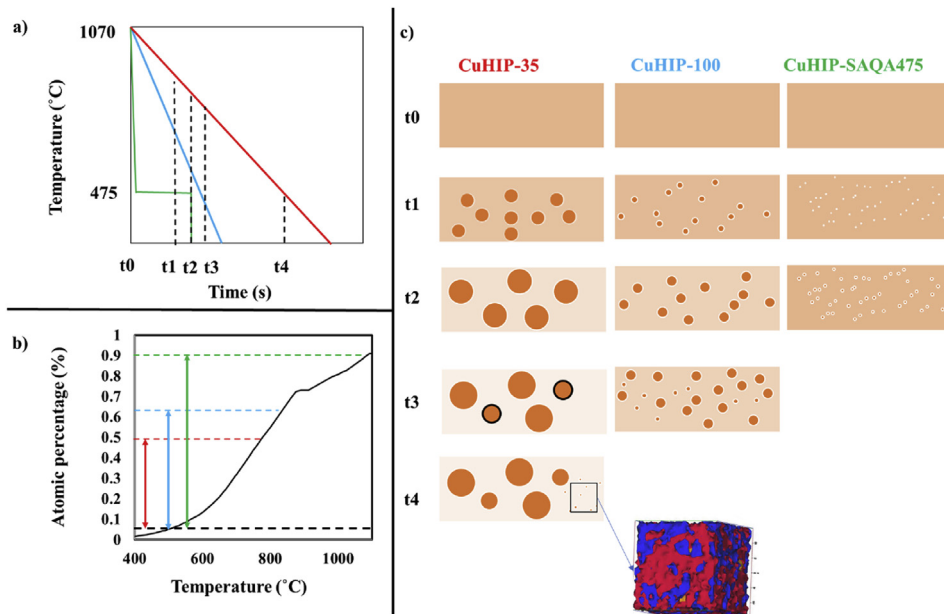 a)
1070
475
Temperature (˚C)
t0
t1
t2
t3
t4
Time (s)
b)
1
0.9
0.8
0.7
0.6
0.5
0.4
0.3
0.2
0.1
0
Atomic percentage (%)
400 600 800 1000
Temperature (˚C)
c)
CuHIP-35 CuHIP-100 CuHIP-SAQA475
t0
t1
t2
t3
t4